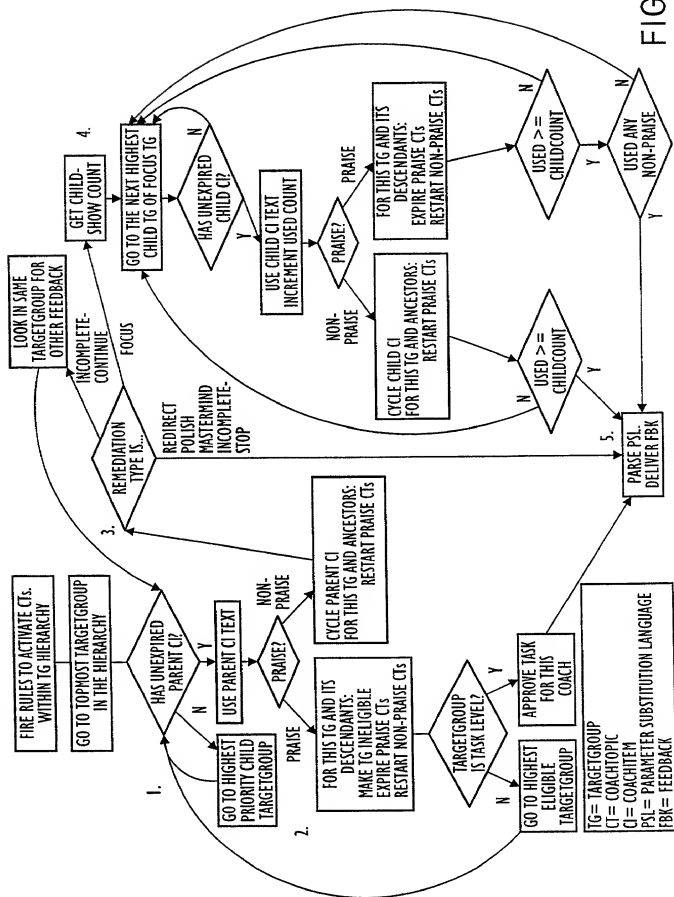 FIRE RULES TO ACTIVATE CTs.
WITHIN TG HIERARCHY
GO TO TOPMOST TARGETGROUP
IN THE HIERARCHY
1.
HAS UNEXPIRED
PARENT CI?
N
Y
GO TO HIGHEST
PRIORITY CHILD
TARGETGROUP
USE PARENT CI TEXT
2.
PRAISE?
PRAISE
NON-
PRAISE
FOR THIS TG AND ITS
DESCENDANTS:
MAKE TG INELIGIBLE
EXPIRE PRAISE CTs
RESTART NON-PRAISE CTs
CYCLE PARENT CI
FOR THIS TG AND ANCESTORS:
RESTART PRAISE CTs
TARGETGROUP
IS TASK LEVEL?
N
Y
GO TO HIGHEST
ELIGIBLE
TARGETGROUP
APPROVE TASK
FOR THIS
COACH
TG= TARGETGROUP
CT= COACHTOPIC
CI= COACHITEM
PSL= PARAMETER SUBSTITUTION LANGUAGE
FBK= FEEDBACK
LOOK IN SAME
TARGETGROUP FOR
OTHER FEEDBACK
INCOMPLETE-
CONTINUE
FOCUS
3.
REMEDIATION
TYPE IS...
REDIRECT
POLISH
MASTERMIND
INCOMPLETE-
STOP
4.
GET CHILD-
SHOW COUNT
GO TO THE NEXT HIGHEST
CHILD TG OF FOCUS TG
HAS UNEXPIRED
CHILD CI?
N
Y
USE CHILD CI TEXT
INCREMENT USED COUNT
PRAISE?
NON-
PRAISE
PRAISE
CYCLE CHILD CI
FOR THIS TG AND ANCESTORS:
RESTART PRAISE CTs
FOR THIS TG AND ITS
DESCENDANTS:
EXPIRE PRAISE CTs
RESTART NON-PRAISE CTs
USED >=
CHILDCOUNT
N
Y
USED >=
CHILDCOUNT
N
Y
USED ANY
NON-PRAISE
N
Y
5.
PARSE PSL.
DELIVER FBK
FIG